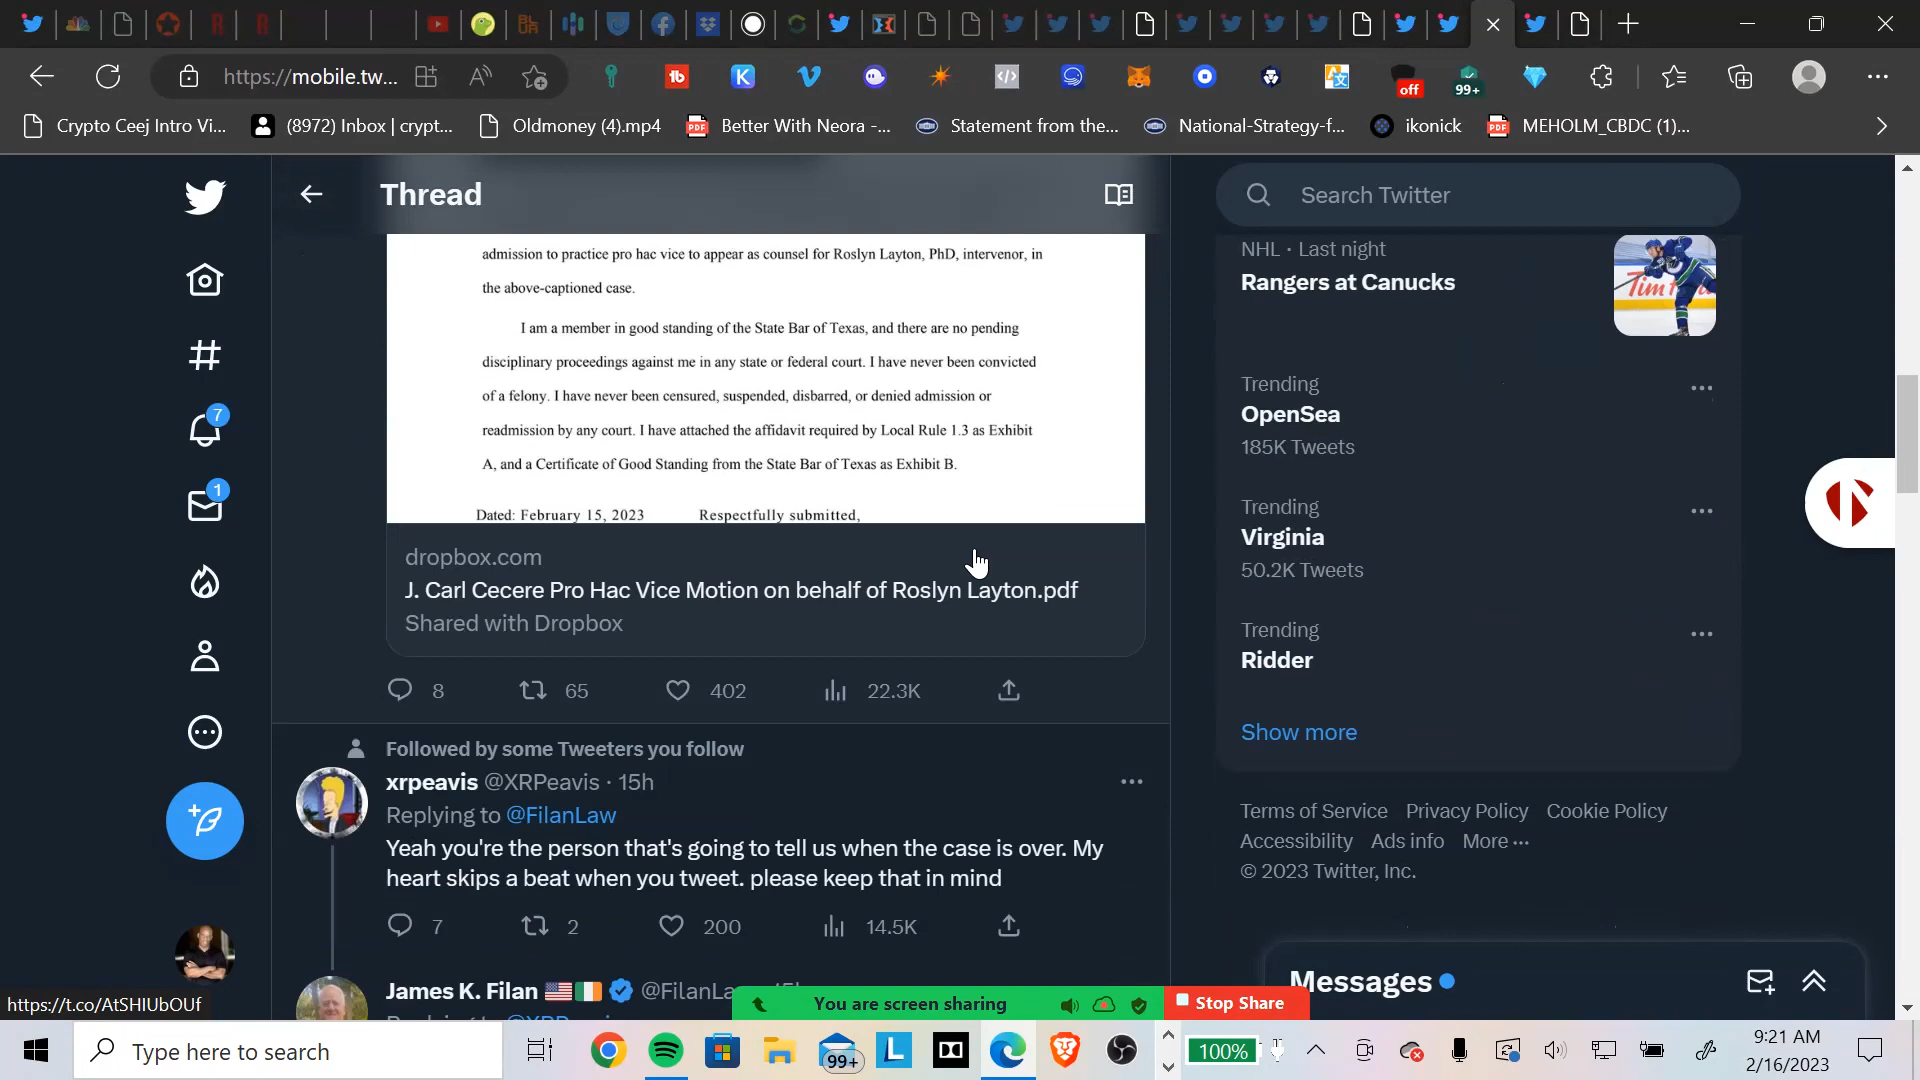 https://mobile.tw...
off
99+
Crypto Ceej Intro Vi...
(8972) Inbox | crypt...
Oldmoney (4).mp4
Better With Neora -...
Statement from the...
National-Strategy-f...
ikonick
MEHOLM_CBDC (1)...
Thread
Search Twitter
admission to practice pro hac vice to appear as counsel for Roslyn Layton, PhD, intervenor, in
the above-captioned case.
I am a member in good standing of the State Bar of Texas, and there are no pending
disciplinary proceedings against me in any state or federal court. I have never been convicted
of a felony. I have never been censured, suspended, disbarred, or denied admission or
readmission by any court. I have attached the affidavit required by Local Rule 1.3 as Exhibit
A, and a Certificate of Good Standing from the State Bar of Texas as Exhibit B.
Dated: February 15, 2023 Respectfully submitted,
dropbox.com
J. Carl Cecere Pro Hac Vice Motion on behalf of Roslyn Layton.pdf
Shared with Dropbox
8 65 402 22.3K
Followed by some Tweeters you follow
xrpeavis @XRPeavis · 15h
Replying to @FilanLaw
Yeah you're the person that's going to tell us when the case is over. My
heart skips a beat when you tweet. please keep that in mind
7 2 200 14.5K
James K. Filan @FilanLa
7
1
NHL · Last night
Rangers at Canucks
Trending
OpenSea
185K Tweets
Trending
Virginia
50.2K Tweets
Trending
Ridder
Show more
Terms of Service Privacy Policy Cookie Policy
Accessibility Ads info More ...
© 2023 Twitter, Inc.
Messages
https://t.co/AtSHIUbOUf
You are screen sharing
Stop Share
Type here to search
99+
100%
9:21 AM
2/16/2023